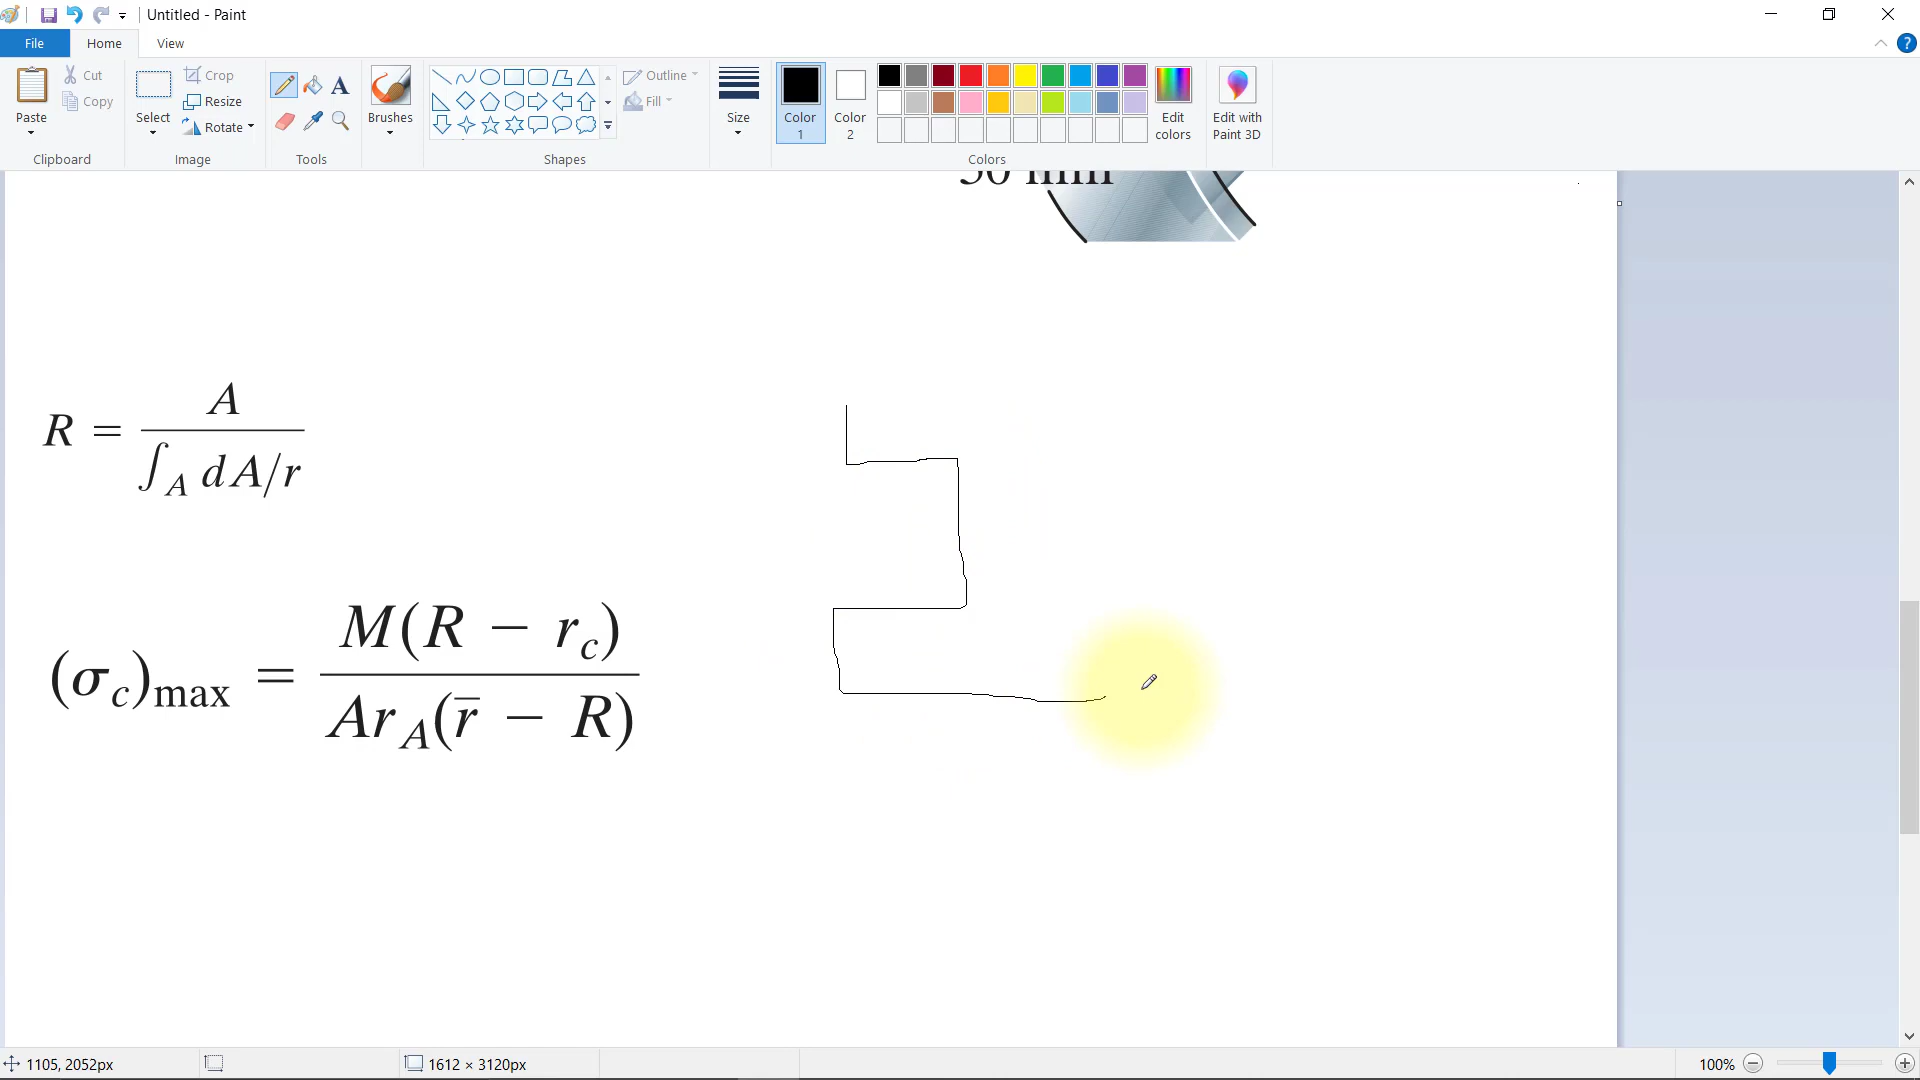 Untitled - Paint
File Home View
Paste
Cut
Copy
Clipboard
Select
Crop
Resize
Rotate
Image
Tools
Brushes
Outline
Fill
Shapes
Size
Color 1
Color 2
Edit colors
Colors
Edit with Paint 3D
50 mm
R = A / ∫_A dA/r
(σ_c)_max = M(R − r_c) / Ar_A(r̅ − R)
1105, 2052px
1612 × 3120px
100%